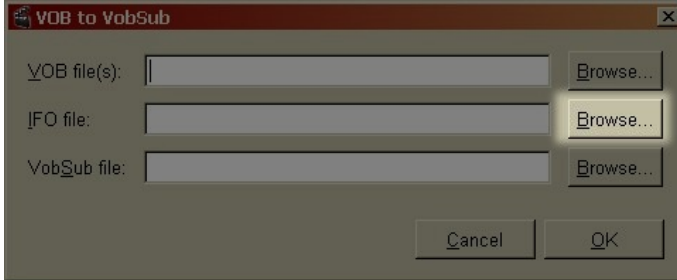 VOB to VobSub
VOB file(s): Browse...
IFO file: Browse...
VobSub file: Browse...
Cancel OK